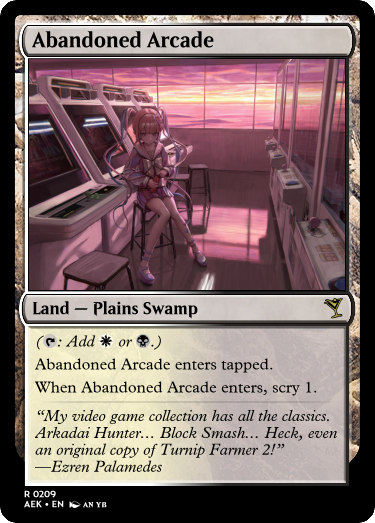 Abandoned Arcade
Land — Plains Swamp
(: Add or .)
Abandoned Arcade enters tapped.
When Abandoned Arcade enters, scry 1.
“My video game collection has all the classics.
Arkadai Hunter… Block Smash… Heck, even
an original copy of Turnip Farmer 2!”
—Ezren Palamedes
R 0209
AEK • EN AN YB